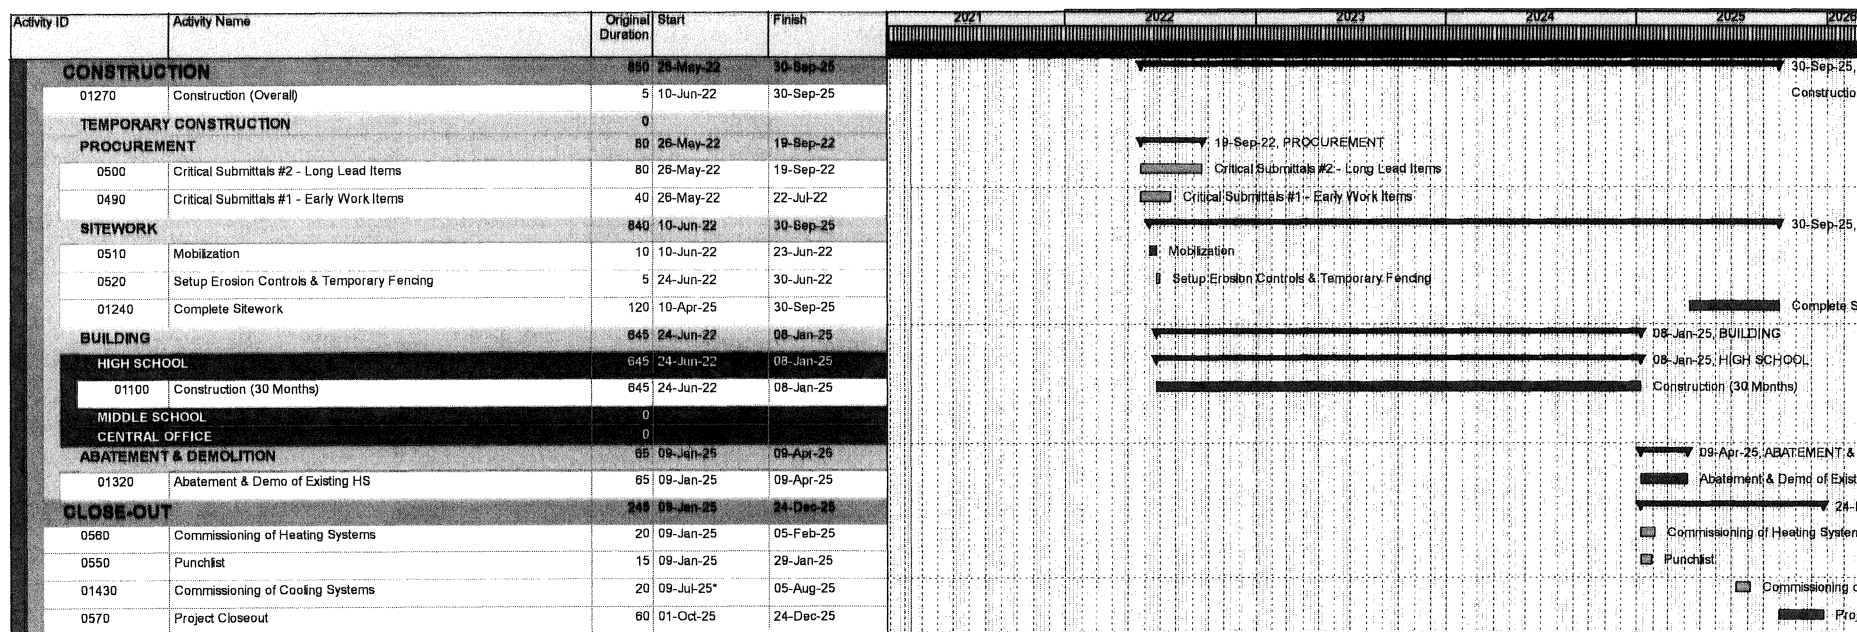 Activity ID Activity Name Original Duration Start Finish 2021 2022 2023 2024 2025 2026
CONSTRUCTION 850 26-May-22 30-Sep-25 30-Sep-25,
01270 Construction (Overall) 5 10-Jun-22 30-Sep-25 Constructio
TEMPORARY CONSTRUCTION 0
PROCUREMENT 80 26-May-22 19-Sep-22 19-Sep-22, PROCUREMENT
0500 Critical Submittals #2 - Long Lead Items 80 26-May-22 19-Sep-22 Critical Submittals #2 - Long Lead Items
0490 Critical Submittals #1 - Early Work Items 40 26-May-22 22-Jul-22 Critical Submittals #1 - Early Work Items
SITEWORK 840 10-Jun-22 30-Sep-25 30-Sep-25,
0510 Mobilization 10 10-Jun-22 23-Jun-22 Mobilization
0520 Setup Erosion Controls & Temporary Fencing 5 24-Jun-22 30-Jun-22 Setup Erosion Controls & Temporary Fencing
01240 Complete Sitework 120 10-Apr-25 30-Sep-25 Complete S
BUILDING 645 24-Jun-22 08-Jan-25 08-Jan-25, BUILDING
HIGH SCHOOL 645 24-Jun-22 08-Jan-25 08-Jan-25, HIGH SCHOOL
01100 Construction (30 Months) 645 24-Jun-22 08-Jan-25 Construction (30 Months)
MIDDLE SCHOOL 0
CENTRAL OFFICE 0
ABATEMENT & DEMOLITION 65 09-Jan-25 09-Apr-25 09-Apr-25, ABATEMENT &
01320 Abatement & Demo of Existing HS 65 09-Jan-25 09-Apr-25 Abatement & Demo of Exist
CLOSE-OUT 245 09-Jan-25 24-Dec-25 24-
0560 Commissioning of Heating Systems 20 09-Jan-25 05-Feb-25 Commissioning of Heating System
0550 Punchlist 15 09-Jan-25 29-Jan-25 Punchlist
01430 Commissioning of Cooling Systems 20 09-Jul-25* 05-Aug-25 Commissioning o
0570 Project Closeout 60 01-Oct-25 24-Dec-25 Proj